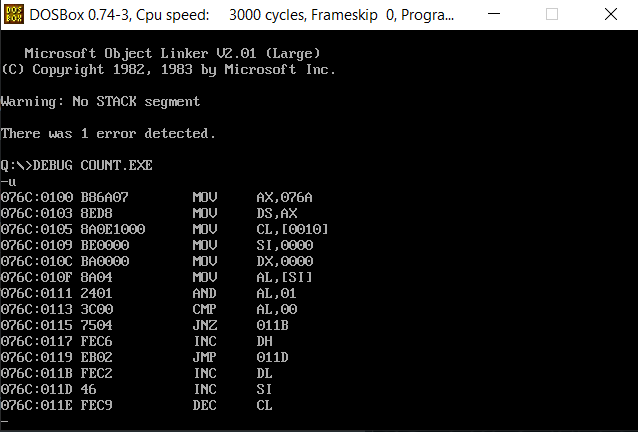 DOS BOX DOSBox 0.74-3, Cpu speed: 3000 cycles, Frameskip 0, Progra...
Microsoft Object Linker V2.01 (Large)
(C) Copyright 1982, 1983 by Microsoft Inc.
Warning: No STACK segment
There was 1 error detected.
Q:\>DEBUG COUNT.EXE
-u
076C:0100 B86A07 MOV AX,076A
076C:0103 8ED8 MOV DS,AX
076C:0105 8A0E1000 MOV CL,[0010]
076C:0109 BE0000 MOV SI,0000
076C:010C BA0000 MOV DX,0000
076C:010F 8A04 MOV AL,[SI]
076C:0111 2401 AND AL,01
076C:0113 3C00 CMP AL,00
076C:0115 7504 JNZ 011B
076C:0117 FEC6 INC DH
076C:0119 EB02 JMP 011D
076C:011B FEC2 INC DL
076C:011D 46 INC SI
076C:011E FEC9 DEC CL
-